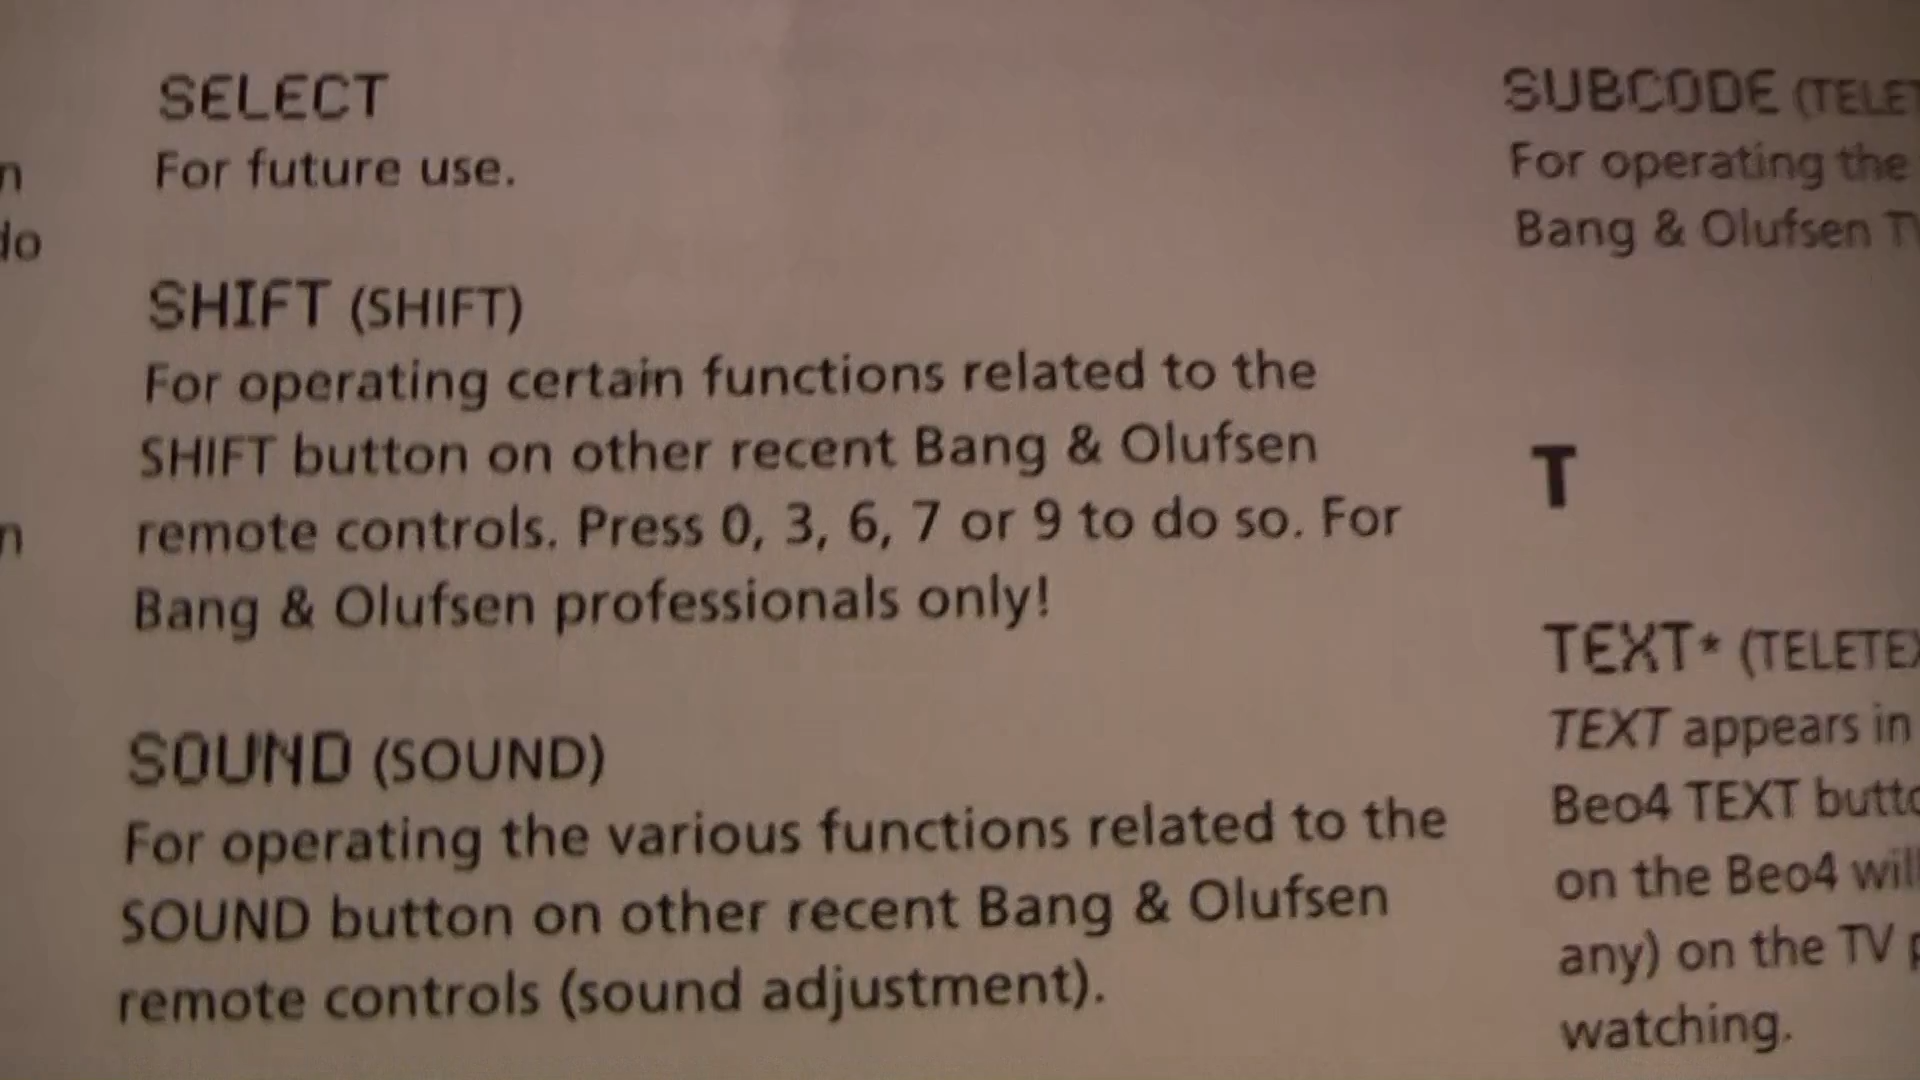 SELECT
For future use.
SHIFT (SHIFT)
For operating certain functions related to the
SHIFT button on other recent Bang & Olufsen
remote controls. Press 0, 3, 6, 7 or 9 to do so. For
Bang & Olufsen professionals only!
SOUND (SOUND)
For operating the various functions related to the
SOUND button on other recent Bang & Olufsen
remote controls (sound adjustment).
SUBCODE
For operating the
Bang & Olufsen
T
TEXT*
TEXT appears in
Beo4 TEXT
on the Beo4
any) on the TV
watching.